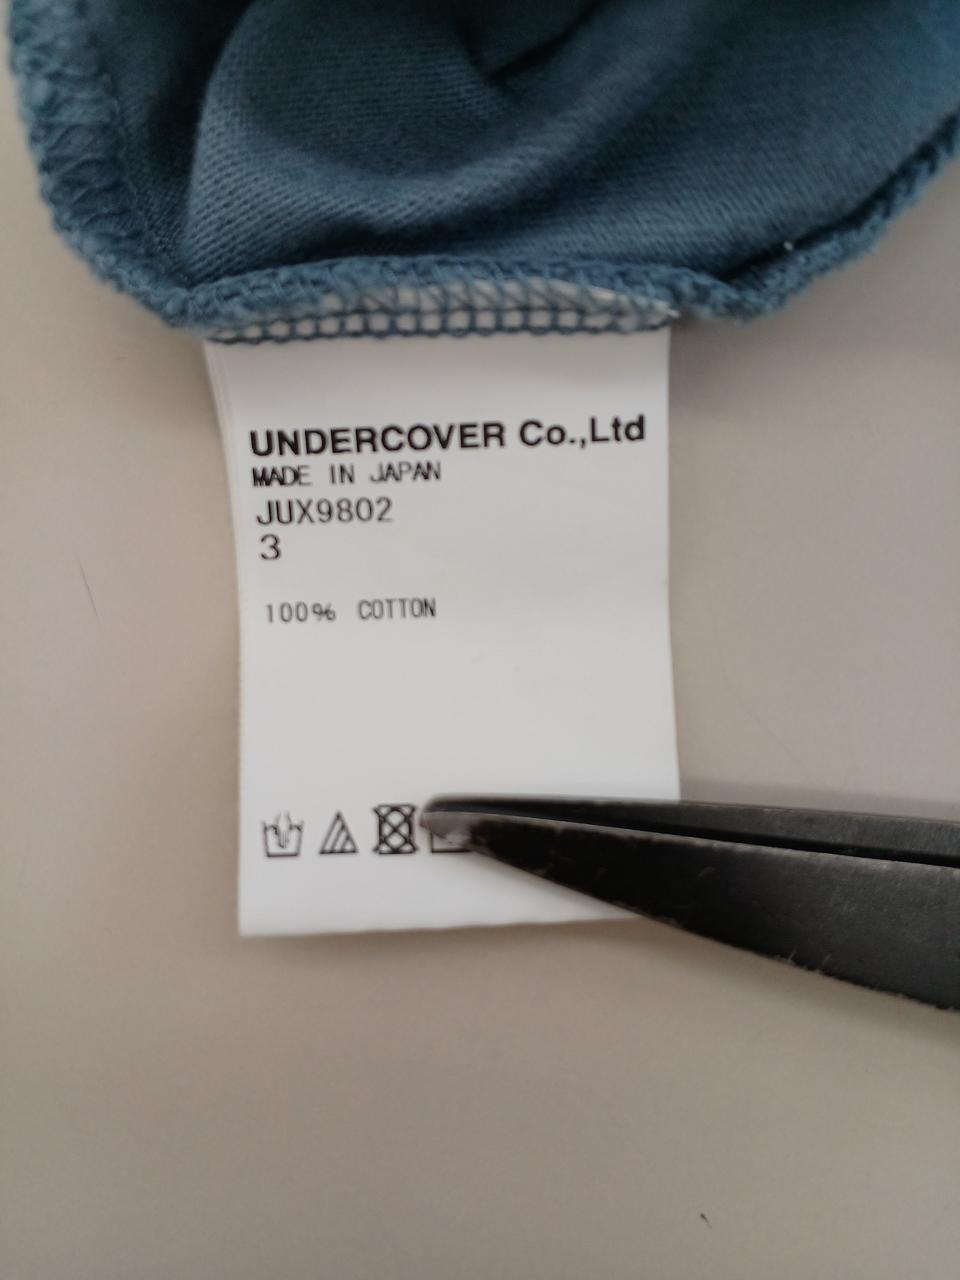 UNDERCOVER Co.,Ltd
MADE IN JAPAN
JUX9802
3
100% COTTON